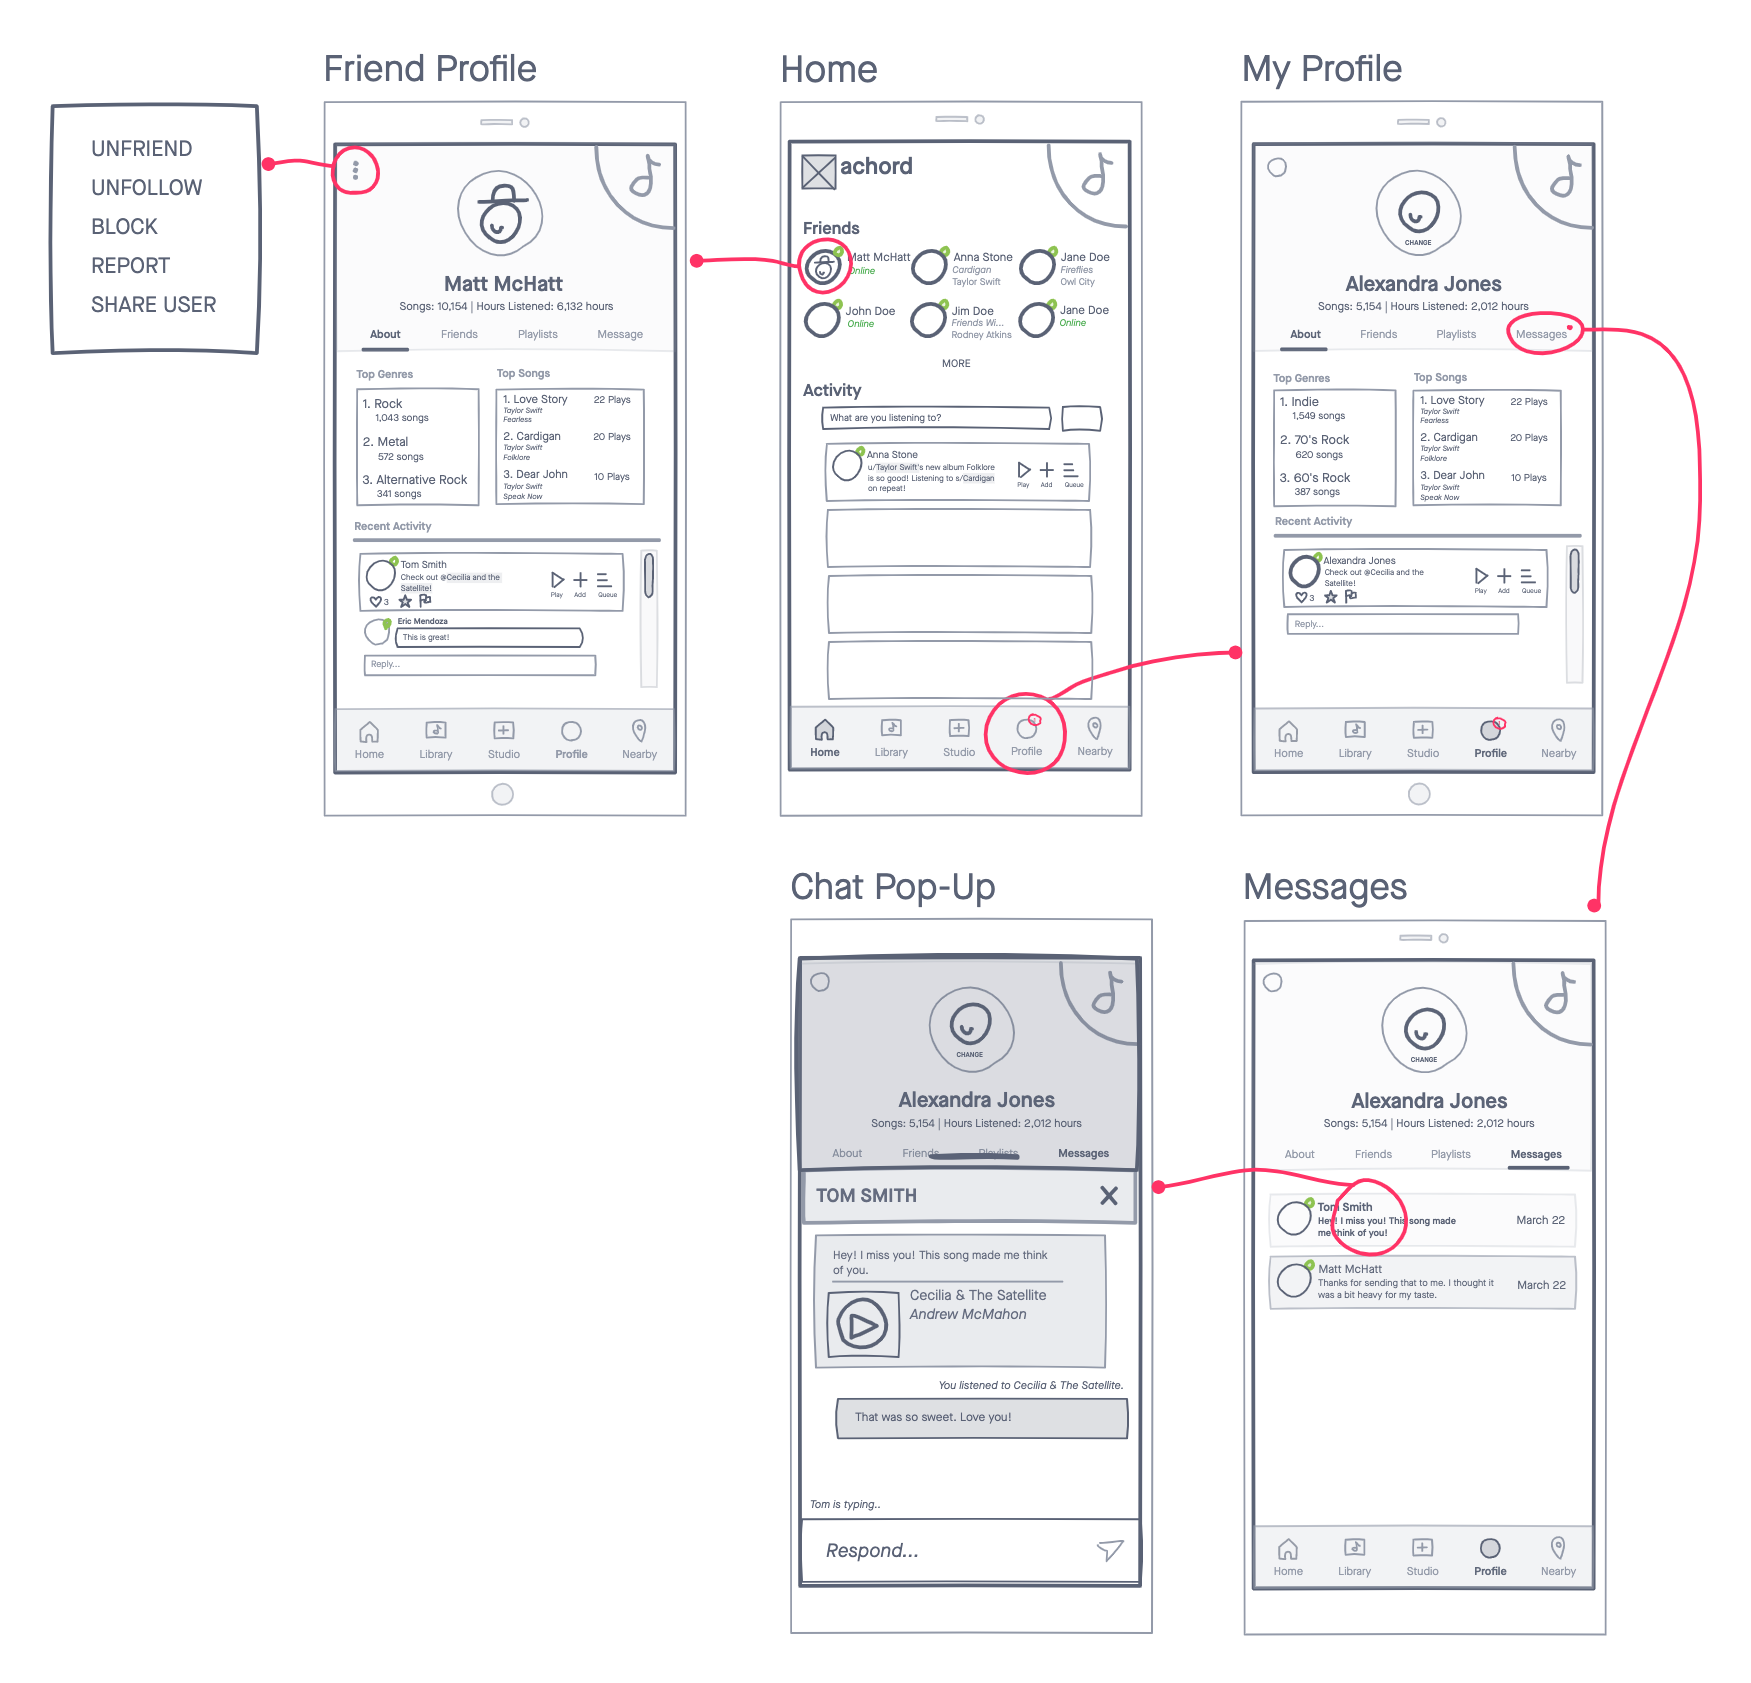 Friend Profile
UNFRIEND
UNFOLLOW
BLOCK
REPORT
SHARE USER
Matt McHatt
Songs: 10,154 | Hours Listened: 6,132 hours
About Friends Playlists Message
Top Genres
1. Rock
1,043 songs
2. Metal
572 songs
3. Alternative Rock
341 songs
Top Songs
1. Love Story 22 Plays
Taylor Swift
Fearless
2. Cardigan 20 Plays
Taylor Swift
Folklore
3. Dear John 10 Plays
Taylor Swift
Speak Now
Recent Activity
Tom Smith
Check out @Cecilia and the
Satellite!
3
Play Add Queue
Eric Mendoza
This is great!
Reply...
Home Library Studio Profile Nearby
Home
achord
Friends
Matt McHatt
Online
Anna Stone
Cardigan
Taylor Swift
Jane Doe
Fireflies
Owl City
John Doe
Online
Jim Doe
Friends Wi...
Rodney Atkins
Jane Doe
Online
MORE
Activity
What are you listening to?
Anna Stone
u/Taylor Swift's new album Folklore
is so good! Listening to s/Cardigan
on repeat!
Play Add Queue
Home Library Studio Profile Nearby
My Profile
CHANGE
Alexandra Jones
Songs: 5,154 | Hours Listened: 2,012 hours
About Friends Playlists Messages
Top Genres
1. Indie
1,549 songs
2. 70's Rock
620 songs
3. 60's Rock
387 songs
Top Songs
1. Love Story 22 Plays
Taylor Swift
Fearless
2. Cardigan 20 Plays
Taylor Swift
Folklore
3. Dear John 10 Plays
Taylor Swift
Speak Now
Recent Activity
Alexandra Jones
Check out @Cecilia and the
Satellite!
3
Play Add Queue
Reply...
Home Library Studio Profile Nearby
Chat Pop-Up
CHANGE
Alexandra Jones
Songs: 5,154 | Hours Listened: 2,012 hours
About Friends Playlists Messages
TOM SMITH
Hey! I miss you! This song made me think
of you.
Cecilia & The Satellite
Andrew McMahon
You listened to Cecilia & The Satellite.
That was so sweet. Love you!
Tom is typing..
Respond...
Messages
CHANGE
Alexandra Jones
Songs: 5,154 | Hours Listened: 2,012 hours
About Friends Playlists Messages
Tom Smith
Hey! I miss you! This song made
me think of you!
March 22
Matt McHatt
Thanks for sending that to me. I thought it
was a bit heavy for my taste.
March 22
Home Library Studio Profile Nearby